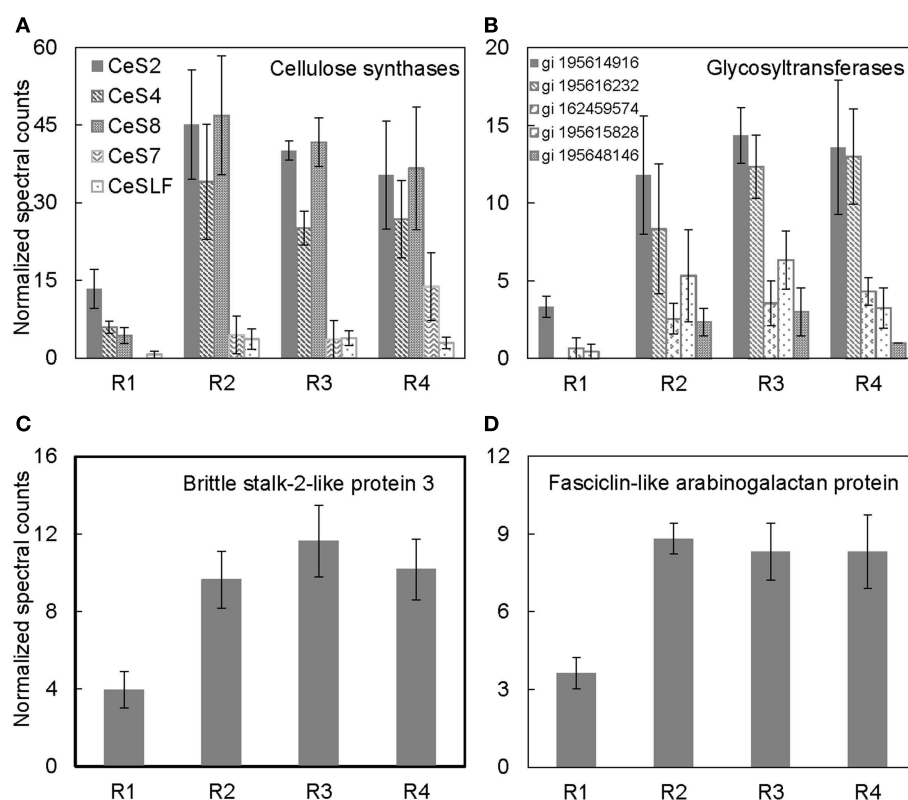 A
B
Normalized spectral counts
60
45
30
15
0
CeS2
CeS4
CeS8
CeS7
CeSLF
Cellulose synthases
R1 R2 R3 R4
20
15
10
5
0
gi 195614916
gi 195616232
gi 162459574
gi 195615828
gi 195648146
Glycosyltransferases
R1 R2 R3 R4
C
D
Normalized spectral counts
16
12
8
4
0
Brittle stalk-2-like protein 3
R1 R2 R3 R4
12
9
6
3
0
Fasciclin-like arabinogalactan protein
R1 R2 R3 R4